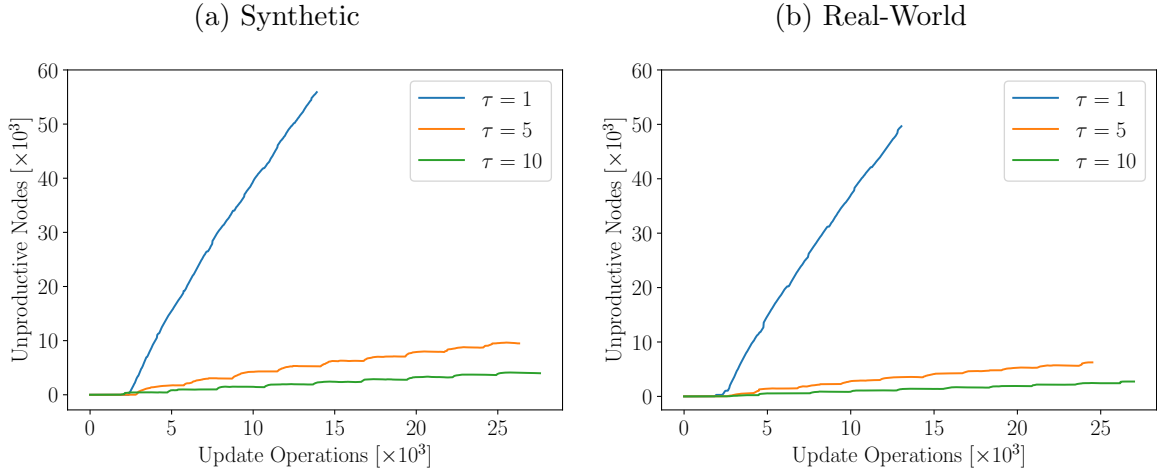 (a) Synthetic
60
50
40
30
20
10
0
Unproductive Nodes [×10³]
τ = 1
τ = 5
τ = 10
0 5 10 15 20 25
Update Operations [×10³]
(b) Real-World
60
50
40
30
20
10
0
Unproductive Nodes [×10³]
τ = 1
τ = 5
τ = 10
0 5 10 15 20 25
Update Operations [×10³]